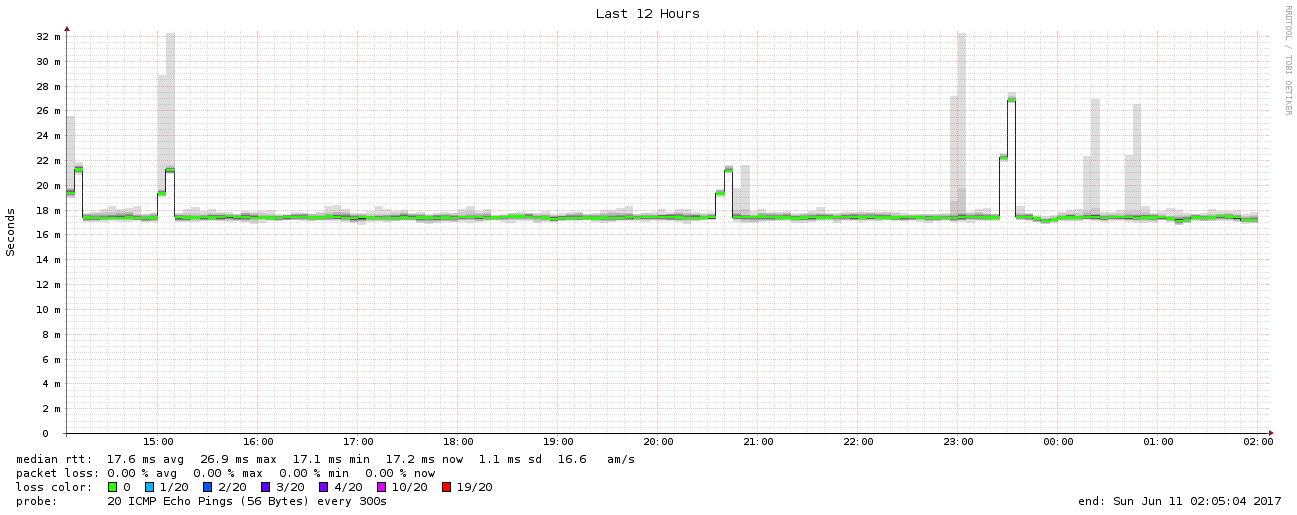 Last 12 Hours
RRDTOOL / TOBI OETIKER
Seconds
32 m
30 m
28 m
26 m
24 m
22 m
20 m
18 m
16 m
14 m
12 m
10 m
8 m
6 m
4 m
2 m
0
15:00 16:00 17:00 18:00 19:00 20:00 21:00 22:00 23:00 00:00 01:00 02:00
median rtt: 17.6 ms avg 26.9 ms max 17.1 ms min 17.2 ms now 1.1 ms sd 16.6 am/s
packet loss: 0.00 % avg 0.00 % max 0.00 % min 0.00 % now
loss color: 0 1/20 2/20 3/20 4/20 10/20 19/20
probe: 20 ICMP Echo Pings (56 Bytes) every 300s end: Sun Jun 11 02:05:04 2017